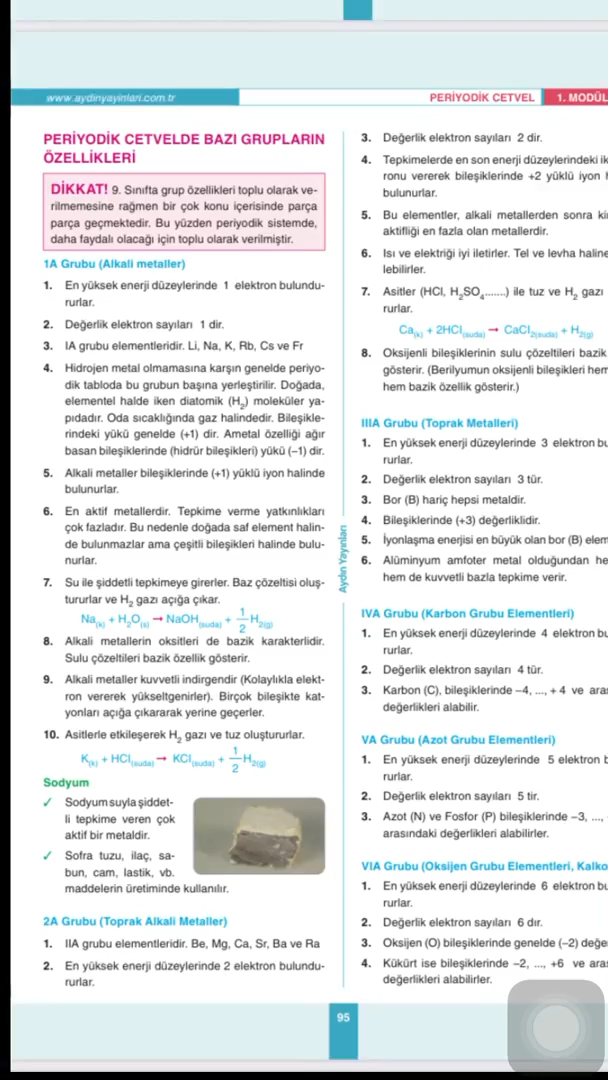 www.aydinyayinlari.com.tr
PERİYODİK CETVEL
1. MODÜL
PERİYODİK CETVELDE BAZI GRUPLARIN
ÖZELLİKLERİ
DİKKAT! 9. Sınıfta grup özellikleri toplu olarak ve-
rilmemesine rağmen bir çok konu içerisinde parça
parça geçmektedir. Bu yüzden periyodik sistemde,
daha faydalı olacağı için toplu olarak verilmiştir.
1A Grubu (Alkali metaller)
1. En yüksek enerji düzeylerinde 1 elektron bulundu-
rurlar.
2. Değerlik elektron sayıları 1 dir.
3. IA grubu elementleridir. Li, Na, K, Rb, Cs ve Fr
4. Hidrojen metal olmamasına karşın genelde periyo-
dik tabloda bu grubun başına yerleştirilir. Doğada,
elementel halde iken diatomik (H₂) moleküler ya-
pıdadır. Oda sıcaklığında gaz halindedir. Bileşikle-
rindeki yükü genelde (+1) dir. Ametal özelliği ağır
basan bileşiklerinde (hidrür bileşikleri) yükü (–1) dir.
5. Alkali metaller bileşiklerinde (+1) yüklü iyon halinde
bulunurlar.
6. En aktif metallerdir. Tepkime verme yatkınlıkları
çok fazladır. Bu nedenle doğada saf element halin-
de bulunmazlar ama çeşitli bileşikleri halinde bulu-
nurlar.
7. Su ile şiddetli tepkimeye girerler. Baz çözeltisi oluş-
tururlar ve H₂ gazı açığa çıkar.
Na(k) + H₂O(s) → NaOH(suda) + 1/2 H₂(g)
8. Alkali metallerin oksitleri de bazik karakterlidir.
Sulu çözeltileri bazik özellik gösterir.
9. Alkali metaller kuvvetli indirgendir (Kolaylıkla elekt-
ron vererek yükseltgenirler). Birçok bileşikte kat-
yonları açığa çıkararak yerine geçerler.
10. Asitlerle etkileşerek H₂ gazı ve tuz oluştururlar.
K(k) + HCl(suda) → KCl(suda) + 1/2 H₂(g)
Sodyum
✓ Sodyum suyla şiddet-
li tepkime veren çok
aktif bir metaldir.
✓ Sofra tuzu, ilaç, sa-
bun, cam, lastik, vb.
maddelerin üretiminde kullanılır.
2A Grubu (Toprak Alkali Metaller)
1. IIA grubu elementleridir. Be, Mg, Ca, Sr, Ba ve Ra
2. En yüksek enerji düzeylerinde 2 elektron bulundu-
rurlar.
Aydın Yayınları
3. Değerlik elektron sayıları 2 dir.
4. Tepkimelerde en son enerji düzeylerindeki
ronu vererek bileşiklerinde +2 yüklü iyon
bulunurlar.
5. Bu elementler, alkali metallerden sonra
aktifliği en fazla olan metallerdir.
6. Isı ve elektriği iyi iletirler. Tel ve levha haline
lebilirler.
7. Asitler (HCl, H₂SO₄.......) ile tuz ve H₂ gazı
rurlar.
Ca(k) + 2HCl(suda) → CaCl₂(suda) + H₂(g)
8. Oksijenli bileşiklerinin sulu çözeltileri bazik
gösterir. (Berilyumun oksijenli bileşikleri hem
hem bazik özellik gösterir.)
IIIA Grubu (Toprak Metalleri)
1. En yüksek enerji düzeylerinde 3 elektron bu
rurlar.
2. Değerlik elektron sayıları 3 tür.
3. Bor (B) hariç hepsi metaldir.
4. Bileşiklerinde (+3) değerliklidir.
5. İyonlaşma enerjisi en büyük olan bor (B) elem
6. Alüminyum amfoter metal olduğundan he
hem de kuvvetli bazla tepkime verir.
IVA Grubu (Karbon Grubu Elementleri)
1. En yüksek enerji düzeylerinde 4 elektron bu
rurlar.
2. Değerlik elektron sayıları 4 tür.
3. Karbon (C), bileşiklerinde –4, ..., + 4 ve aras
değerlikleri alabilir.
VA Grubu (Azot Grubu Elementleri)
1. En yüksek enerji düzeylerinde 5 elektron b
rurlar.
2. Değerlik elektron sayıları 5 tir.
3. Azot (N) ve Fosfor (P) bileşiklerinde –3, ...,
arasındaki değerlikleri alabilirler.
VIA Grubu (Oksijen Grubu Elementleri, Kalko
1. En yüksek enerji düzeylerinde 6 elektron bu
rurlar.
2. Değerlik elektron sayıları 6 dır.
3. Oksijen (O) bileşiklerinde genelde (–2) değe
4. Kükürt ise bileşiklerinde –2, ..., +6 ve aras
değerlikleri alabilirler.
95